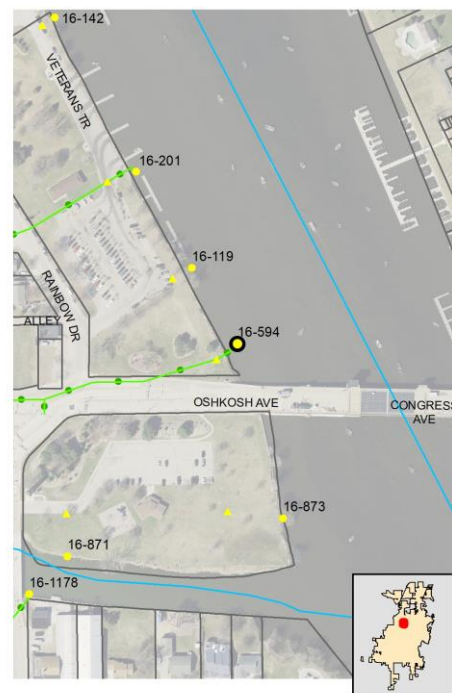 16-142
VETERANS TR
16-201
16-119
RAINBOW DR
ALLEY
16-594
OSHKOSH AVE
CONGRESS
AVE
16-873
16-871
16-1178